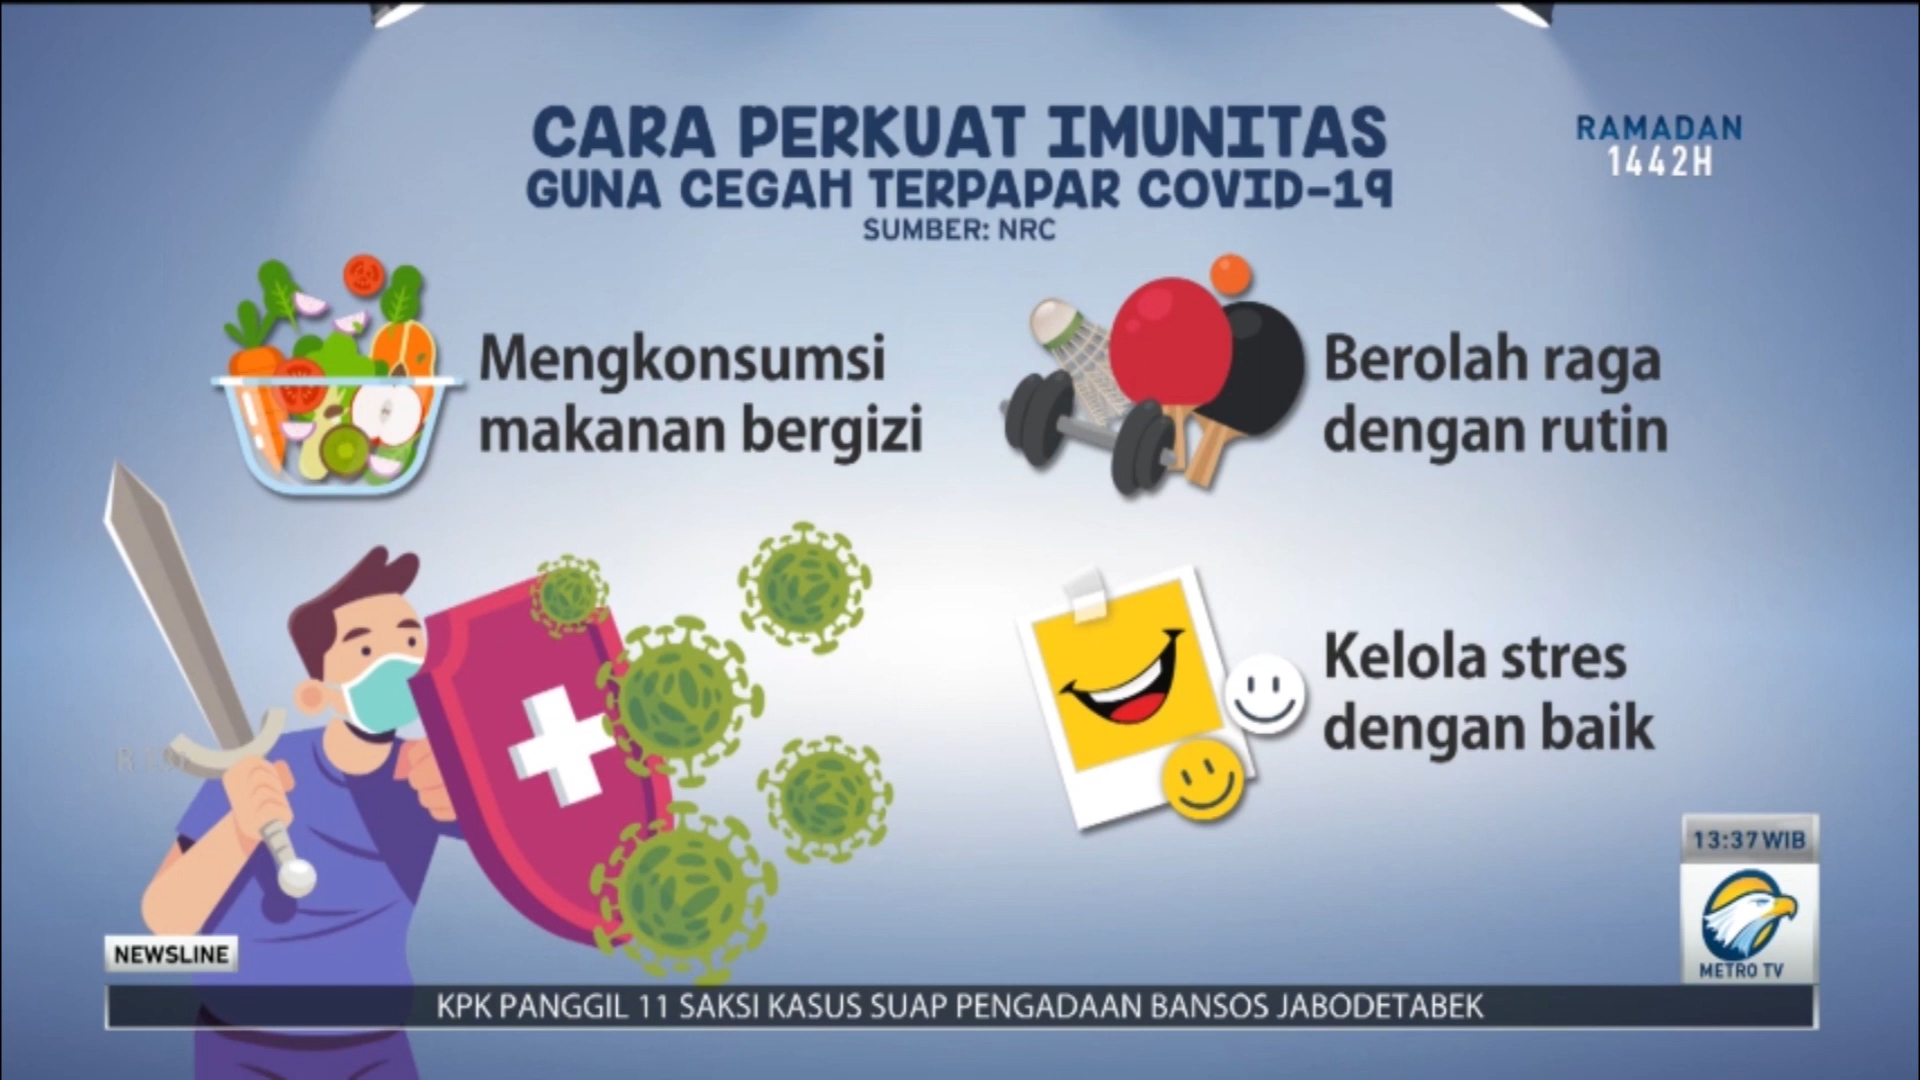 CARA PERKUAT IMUNITAS
GUNA CEGAH TERPAPAR COVID-19
SUMBER: NRC
RAMADAN
1442H
Mengkonsumsi
makanan bergizi
Berolah raga
dengan rutin
Kelola stres
dengan baik
13:37 WIB
METRO TV
NEWSLINE
KPK PANGGIL 11 SAKSI KASUS SUAP PENGADAAN BANSOS JABODETABEK